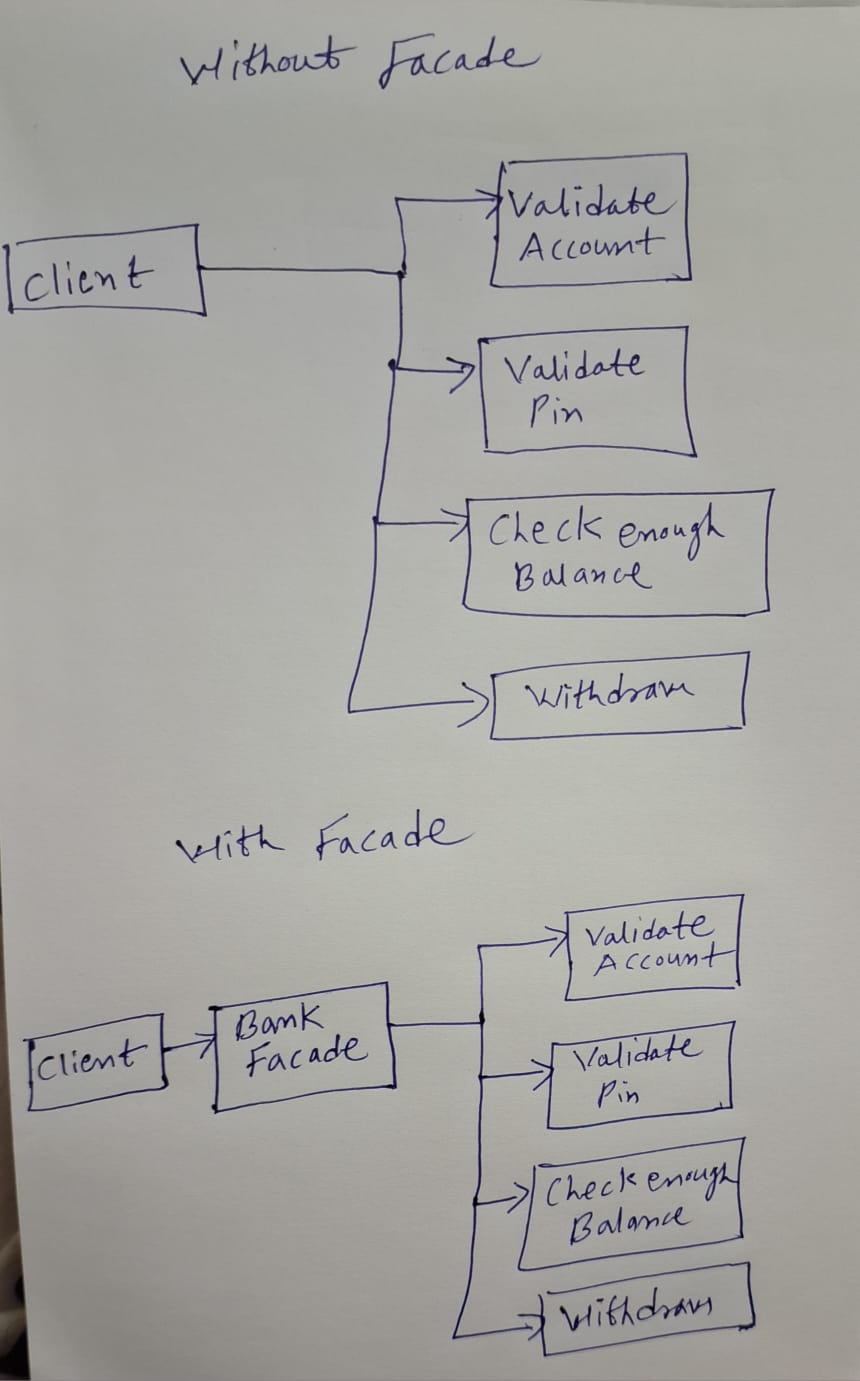 Without Facade
Client
Validate
Account
Validate
Pin
Check enough
Balance
Withdraw
With Facade
Client
Bank
Facade
Validate
Account
Validate
Pin
Check enough
Balance
Withdraw